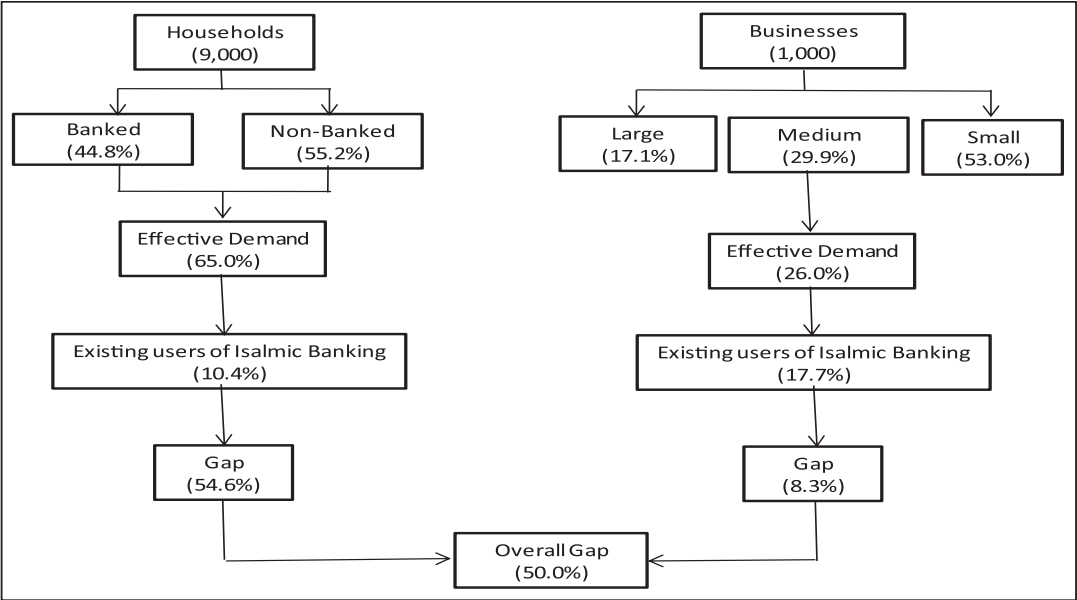 Households
(9,000)
Businesses
(1,000)
Banked
(44.8%)
Non-Banked
(55.2%)
Large
(17.1%)
Medium
(29.9%)
Small
(53.0%)
Effective Demand
(65.0%)
Effective Demand
(26.0%)
Existing users of Isalmic Banking
(10.4%)
Existing users of Isalmic Banking
(17.7%)
Gap
(54.6%)
Gap
(8.3%)
Overall Gap
(50.0%)